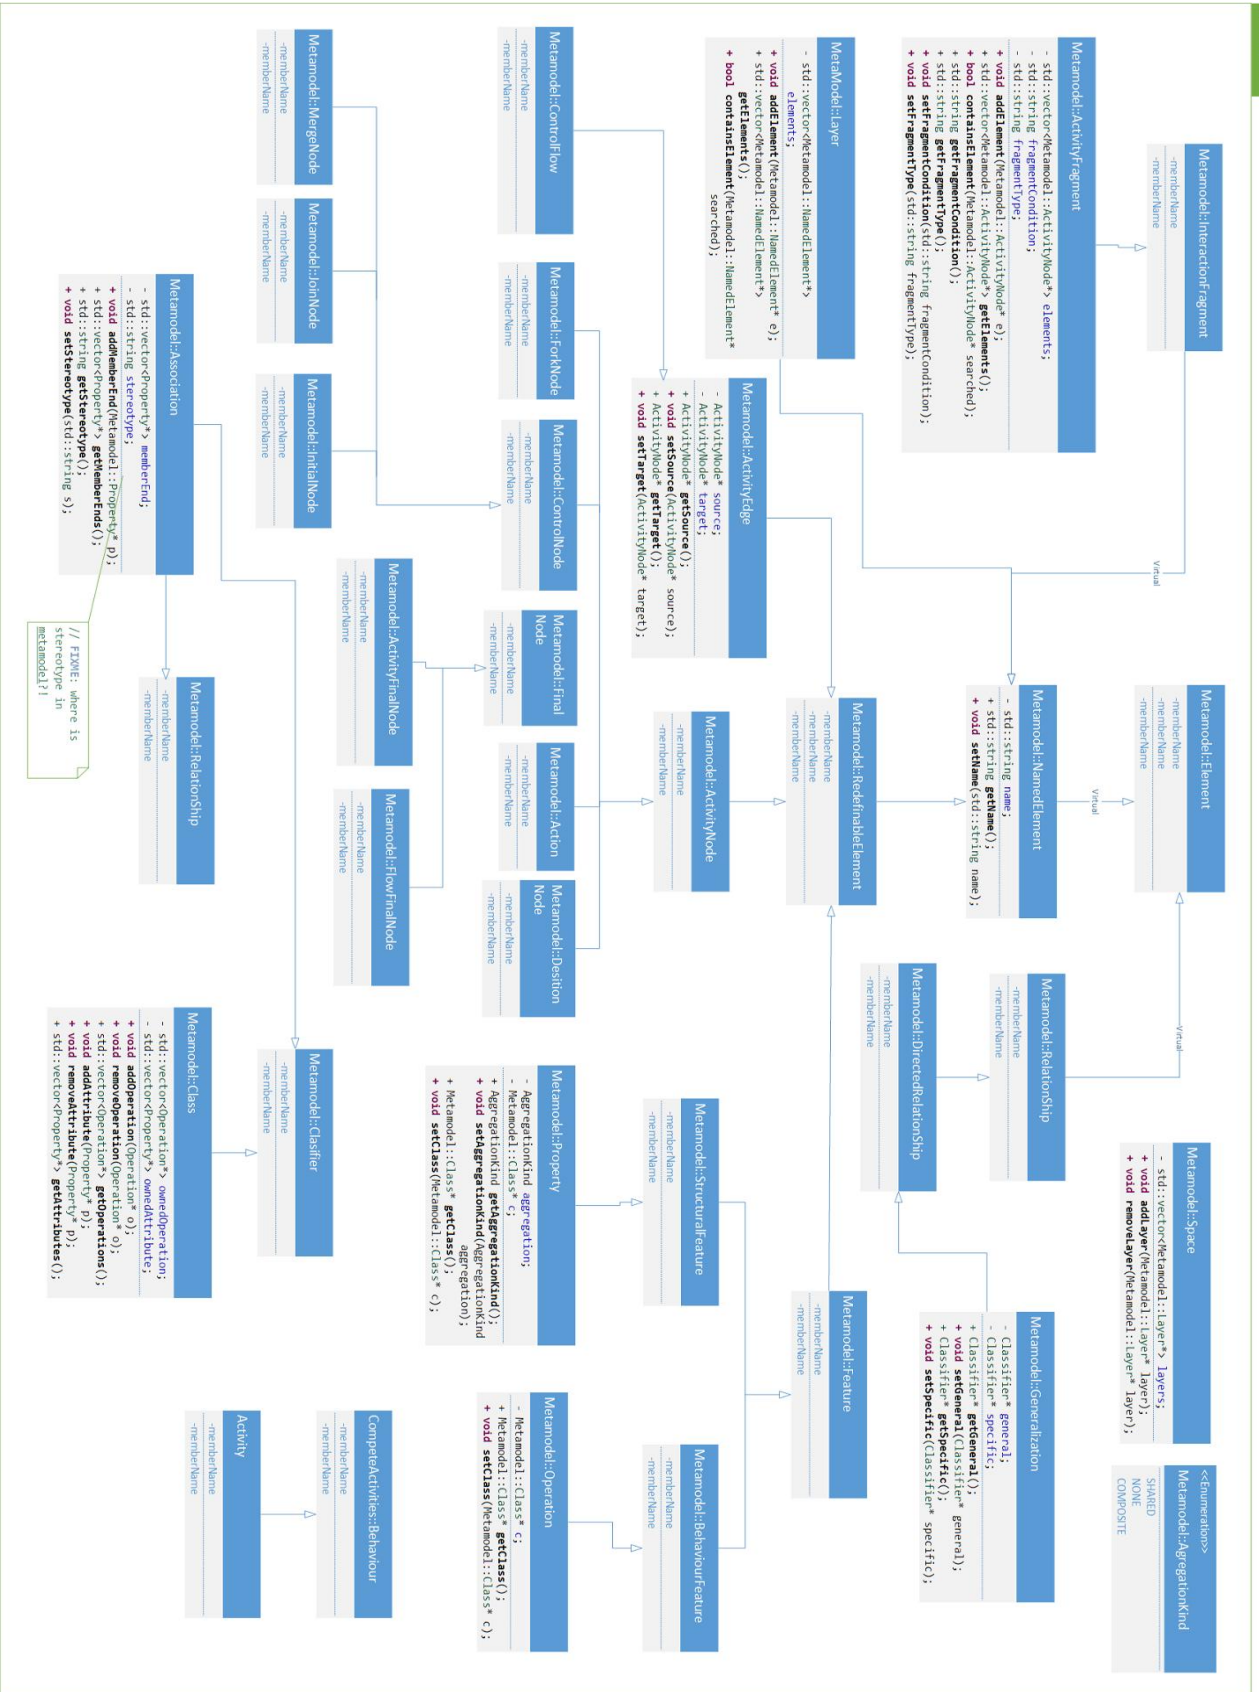 Metamodel::InteractionFragment
-memberName
-memberName
Metamodel::ActivityFragment
- std::vector<Metamodel::ActivityNode*> elements;
- std::string fragmentCondition;
- std::string fragmentType;
+ void addElement(Metamodel::ActivityNode* e);
+ std::vector<Metamodel::ActivityNode*> getElements();
+ bool containsElement(Metamodel::ActivityNode* searched);
+ std::string getFragmentCondition();
+ std::string getFragmentType();
+ void setFragmentCondition(std::string fragmentCondition);
+ void setFragmentType(std::string fragmentType);
Virtual
Metamodel::Element
-memberName
-memberName
-memberName
Virtual
Virtual
Metamodel::Space
- std::vector<Metamodel::Layer*> layers;
+ void addLayer(Metamodel::Layer* layer);
+ void removeLayer(Metamodel::Layer* layer);
<<Enumeration>>
Metamodel::AgregationKind
SHARED
NONE
COMPOSITE
Metamodel::NamedElement
- std::string name;
+ std::string getName();
+ void setName(std::string name);
Metamodel::RelationShip
-memberName
-memberName
Metamodel::Generalization
- Classifier* general;
- Classifier* specific;
+ Classifier* getGeneral();
+ void setGeneral(Classifier* general);
+ Classifier* getSpecific();
+ void setSpecific(Classifier* specific);
Metamodel::DirectedRelationShip
-memberName
-memberName
MetaModel::Layer
- std::vector<Metamodel::NamedElement*>
elements;
+ void addElement(Metamodel::NamedElement* e);
+ std::vector<Metamodel::NamedElement*>
getElements();
+ bool containsElement(Metamodel::NamedElement*
searched);
Metamodel::RedefinableElement
-memberName
-memberName
-memberName
Metamodel::Feature
-memberName
-memberName
Metamodel::ActivityEdge
- ActivityNode* source;
- ActivityNode* target;
+ ActivityNode* getSource();
+ void setSource(ActivityNode* source);
+ ActivityNode* getTarget();
+ void setTarget(ActivityNode* target);
Metamodel::ActivityNode
-memberName
-memberName
Metamodel::StructuralFeature
-memberName
-memberName
Metamodel::BehaviourFeature
-memberName
-memberName
Metamodel::ControlFlow
-memberName
-memberName
Metamodel::ForkNode
-memberName
-memberName
Metamodel::ControlNode
-memberName
-memberName
Metamodel::Final
Node
-memberName
-memberName
Metamodel::Action
-memberName
-memberName
Metamodel::Desition
Node
-memberName
-memberName
Metamodel::Property
- AggregationKind aggregation;
- Metamodel::Class* c;
+ AggregationKind getAggregationKind();
+ void setAggregationKind(AggregationKind
aggregation);
+ Metamodel::Class* getClass();
+ void setClass(Metamodel::Class* c);
Metamodel::Operation
- Metamodel::Class* c;
+ Metamodel::Class* getClass();
+ void setClass(Metamodel::Class* c);
Metamodel::MergeNode
-memberName
-memberName
Metamodel::JoinNode
-memberName
-memberName
Metamodel::InitialNode
-memberName
-memberName
Metamodel::ActivityFinalNode
-memberName
-memberName
Metamodel::FlowFinalNode
-memberName
-memberName
Metamodel::Clasifier
-memberName
-memberName
CompeteActivities::Behaviour
-memberName
-memberName
Metamodel::Association
- std::vector<Property*> memberEnd;
- std::string stereotype;
+ void addMemberEnd(Metamodel::Property* p);
+ std::vector<Property*> getMemberEnds();
+ std::string getStereotype();
+ void setStereotype(std::string s);
// FIXME: where is
stereotype in
metamodel?!
Metamodel::RelationShip
-memberName
-memberName
Metamodel::Class
- std::vector<Operation*> ownedOperation;
- std::vector<Property*> ownedAttribute;
+ void addOperation(Operation* o);
+ void removeOperation(Operation* o);
+ std::vector<Operation*> getOperations();
+ void addAttribute(Property* p);
+ void removeAttribute(Property* p);
+ std::vector<Property*> getAttributes();
Activity
-memberName
-memberName